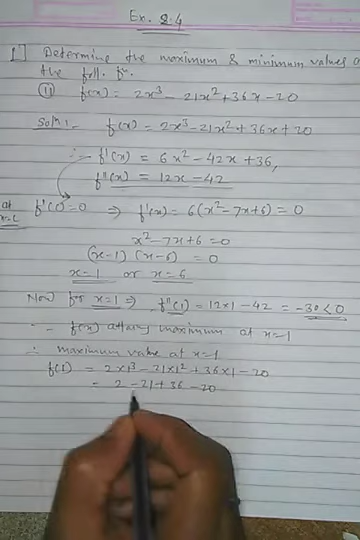 Ex. 2.4
1] Determine the maximum & minimum values of
the foll. fⁿ.
(ii) f(x) = 2x³ - 21x² + 36x - 20
Solⁿ:- f(x) = 2x³ - 21x² + 36x + 20
∴ f'(x) = 6x² - 42x + 36,
f''(x) = 12x - 42
at x=c f'(c)=0 ⇒ f'(x) = 6(x² - 7x + 6) = 0
x² - 7x + 6 = 0
(x-1) (x-6) = 0
x = 1 or x = 6
Now for x=1 ⇒ f''(1) = 12×1 - 42 = -30 < 0
∴ f(x) attains maximum at x=1
∴ maximum value at x=1
f(1) = 2×1³ - 21×1² + 36×1 - 20
= 2 - 21 + 36 - 20